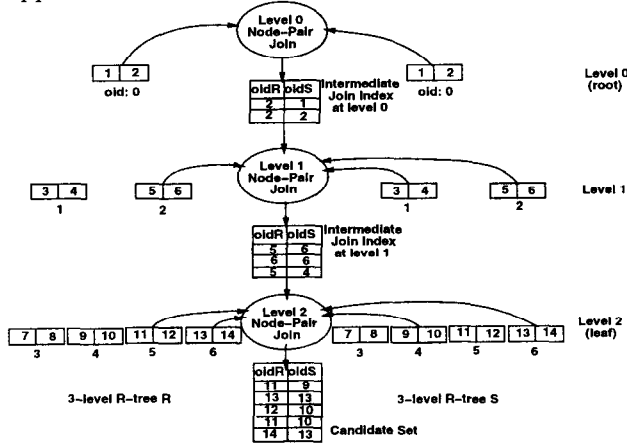 Level 0
Node-Pair
Join
1 2
oid: 0
1 2
oid: 0
Level 0
(root)
oidR oidS
2 1
2 2
Intermediate
Join Index
at level 0
Level 1
Node-Pair
Join
3 4
1
5 6
2
3 4
1
5 6
2
Level 1
oidR oidS
5 6
6 6
5 4
Intermediate
Join Index
at level 1
Level 2
Node-Pair
Join
7 8
3
9 10
4
11 12
5
13 14
6
7 8
3
9 10
4
11 12
5
13 14
6
Level 2
(leaf)
oidR oidS
11 9
13 13
12 10
11 10
14 13
3-level R-tree R
3-level R-tree S
Candidate Set